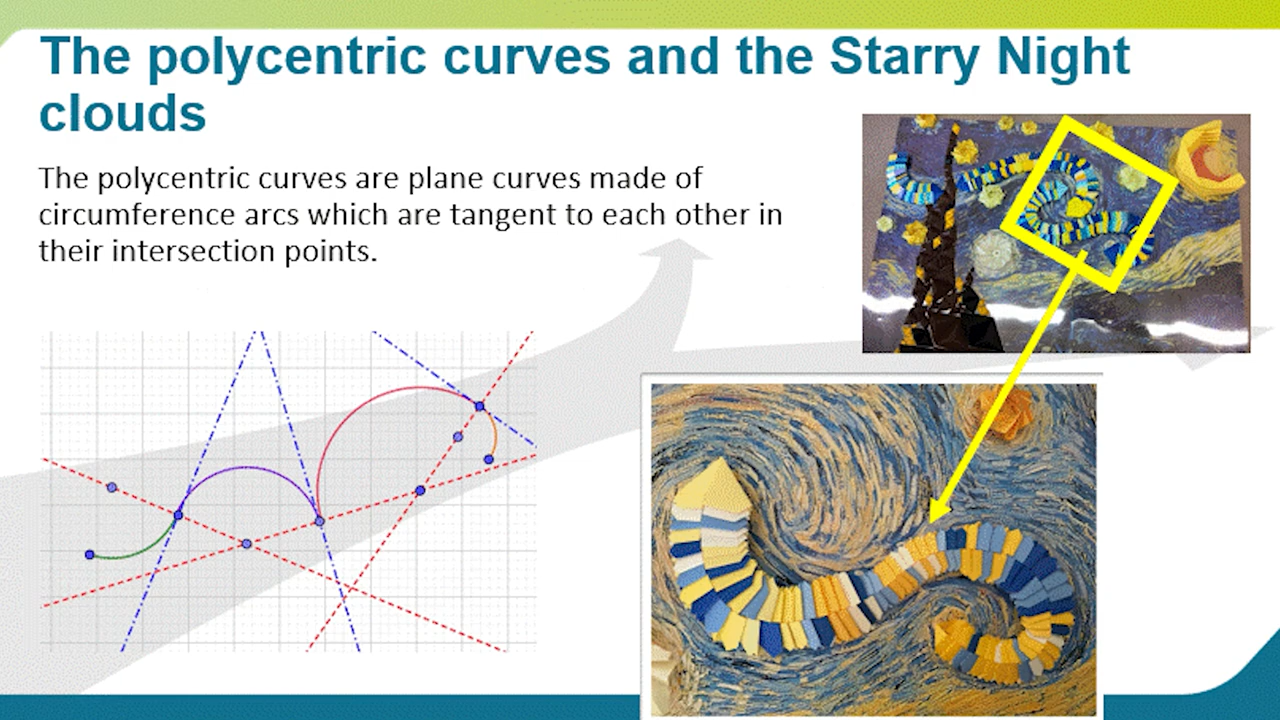 The polycentric curves and the Starry Night
clouds
The polycentric curves are plane curves made of
circumference arcs which are tangent to each other in
their intersection points.